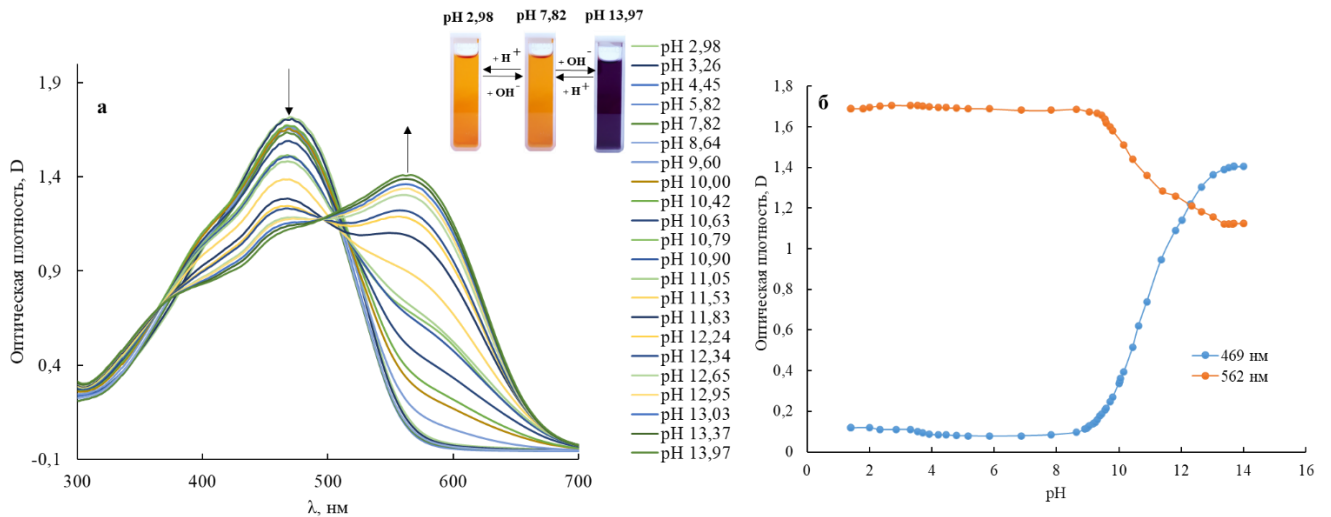 pH 2,98 pH 7,82 pH 13,97
+ H⁺
+ OH⁻
+ OH⁻
+ H⁺
а
Оптическая плотность, D
1,9
1,4
0,9
0,4
-0,1
300 400 500 600 700
λ, нм
pH 2,98
pH 3,26
pH 4,45
pH 5,82
pH 7,82
pH 8,64
pH 9,60
pH 10,00
pH 10,42
pH 10,63
pH 10,79
pH 10,90
pH 11,05
pH 11,53
pH 11,83
pH 12,24
pH 12,34
pH 12,65
pH 12,95
pH 13,03
pH 13,37
pH 13,97
б
Оптическая плотность, D
1,8
1,6
1,4
1,2
1
0,8
0,6
0,4
0,2
0
0 2 4 6 8 10 12 14 16
pH
469 нм
562 нм